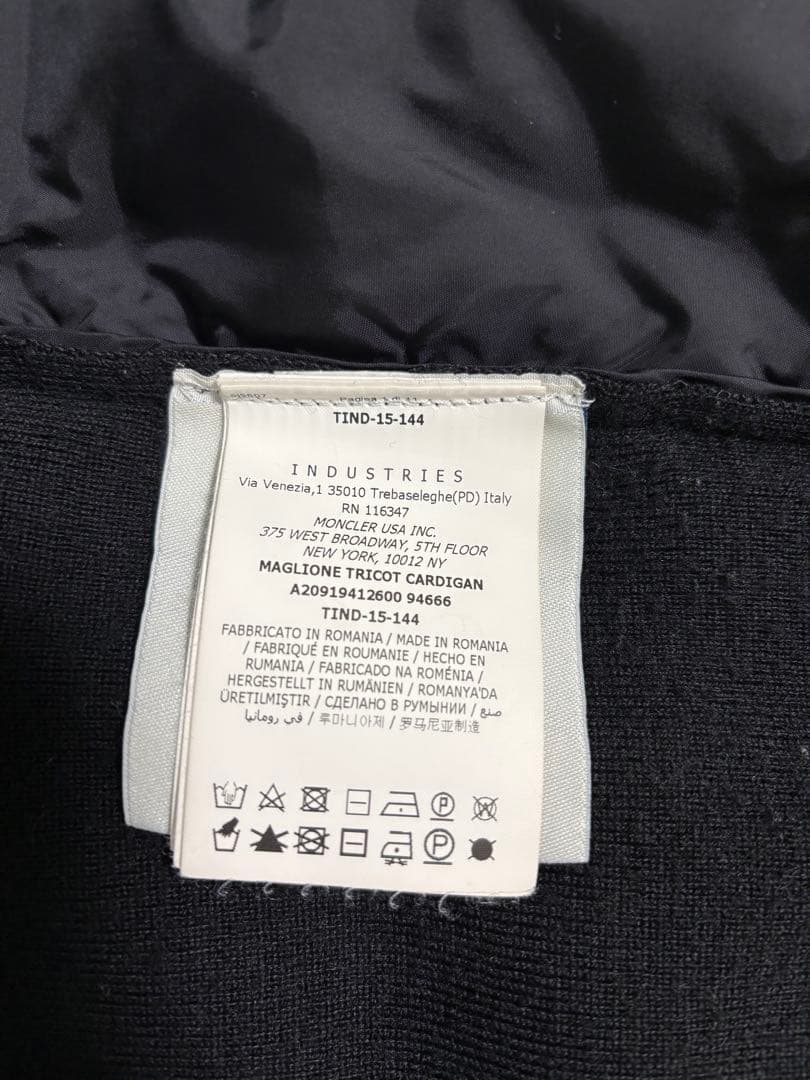 TIND-15-144
INDUSTRIES
Via Venezia,1 35010 Trebaseleghe(PD) Italy
RN 116347
MONCLER USA INC.
375 WEST BROADWAY, 5TH FLOOR
NEW YORK, 10012 NY
MAGLIONE TRICOT CARDIGAN
A20919412600 94666
TIND-15-144
FABBRICATO IN ROMANIA / MADE IN ROMANIA
/ FABRIQUÉ EN ROUMANIE / HECHO EN
RUMANIA / FABRICADO NA ROMÉNIA /
HERGESTELLT IN RUMÄNIEN / ROMANYA'DA
ÜRETILMIŞTIR / СДЕЛАНО В РУМЫНИИ / صنع
في رومانيا / 루마니아제 / 罗马尼亚制造
P W
P